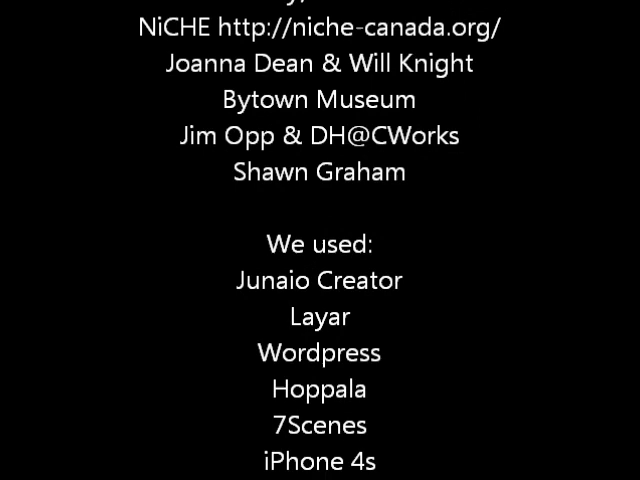 NiCHE http://niche-canada.org/
Joanna Dean & Will Knight
Bytown Museum
Jim Opp & DH@CWorks
Shawn Graham
We used:
Junaio Creator
Layar
Wordpress
Hoppala
7Scenes
iPhone 4s